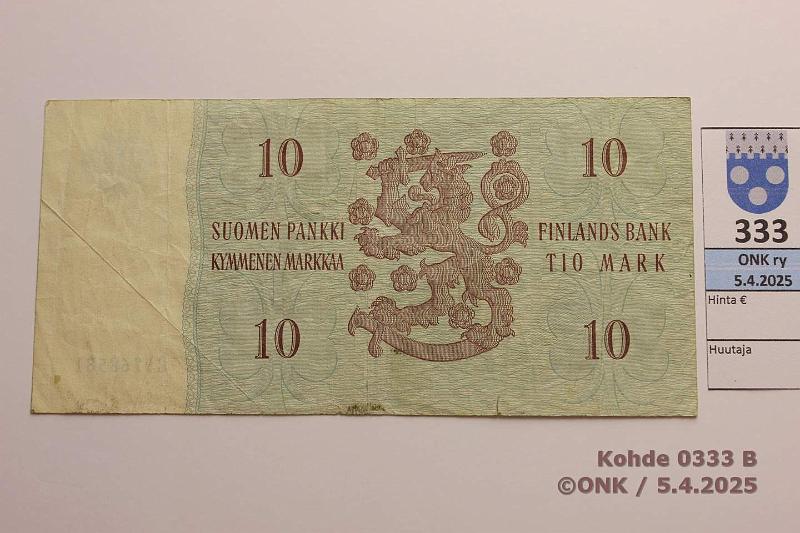 10
10
SUOMEN PANKKI
KYMMENEN MARKKAA
FINLANDS BANK
TIO MARK
10
10
333
ONK ry
5.4.2025
Hinta €
Huutaja
Kohde 0333 B
©ONK / 5.4.2025